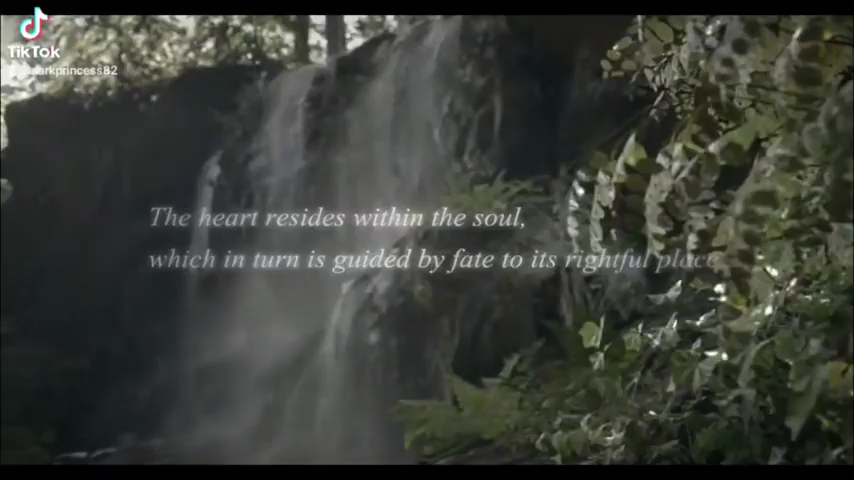 TikTok
The heart resides within the soul,
which in turn is guided by fate to its rightful place